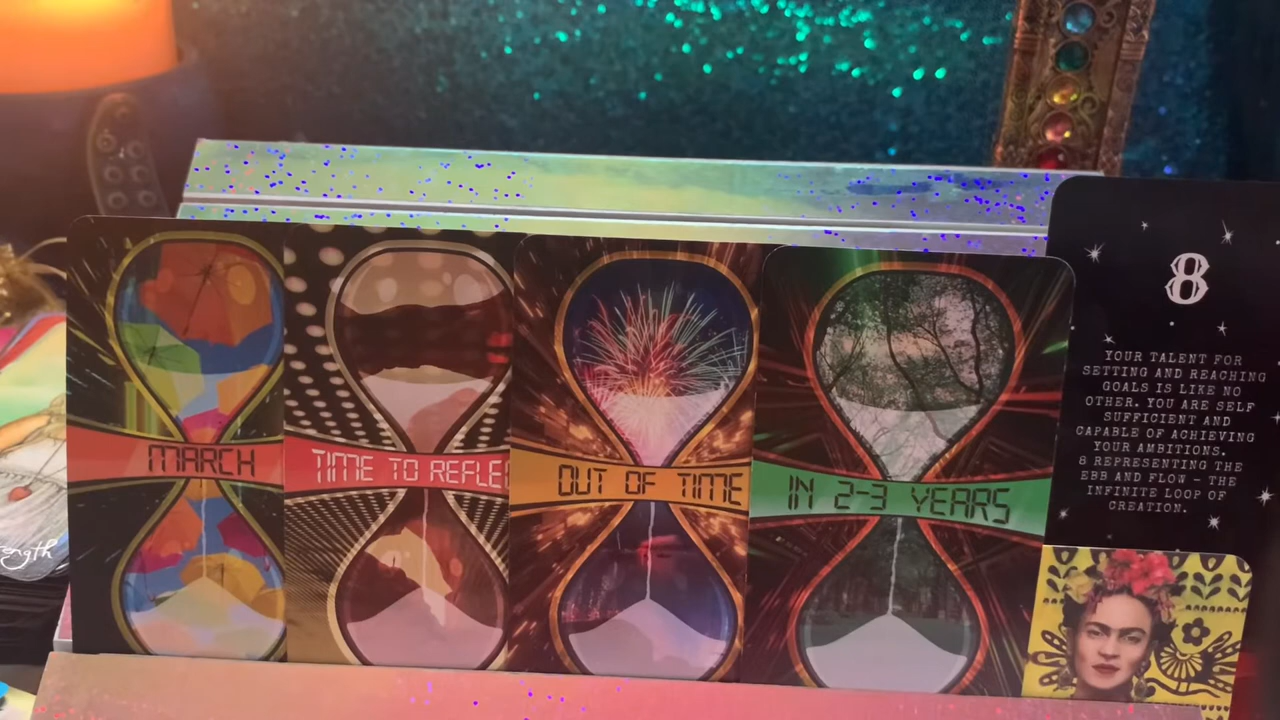 MARCH
TIME TO REFLE
OUT OF TIME
IN 2-3 YEARS
8
YOUR TALENT FOR
SETTING AND REACHING
GOALS IS LIKE NO
OTHER. YOU ARE SELF
SUFFICIENT AND
CAPABLE OF ACHIEVING
YOUR AMBITIONS.
8 REPRESENTING THE
EBB AND FLOW - THE
INFINITE LOOP OF
CREATION.
ength